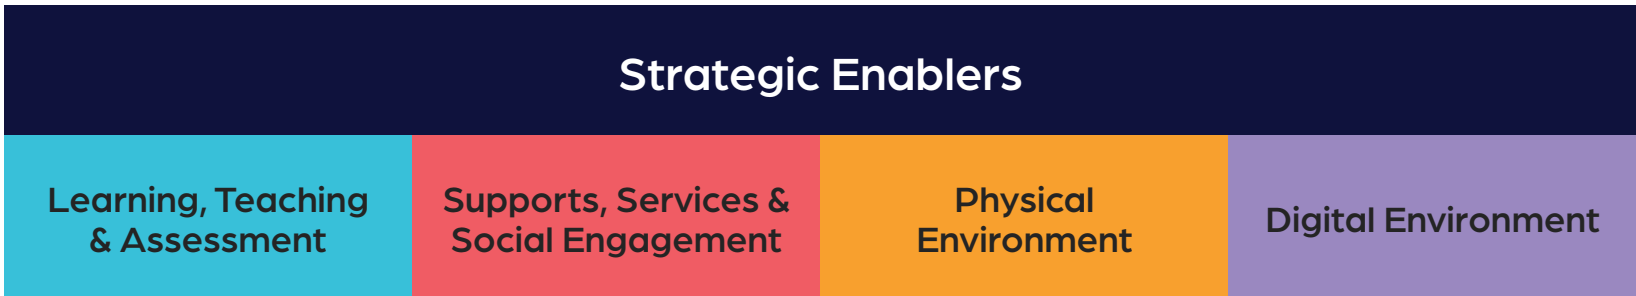 Strategic Enablers
Learning, Teaching
& Assessment
Supports, Services &
Social Engagement
Physical
Environment
Digital Environment